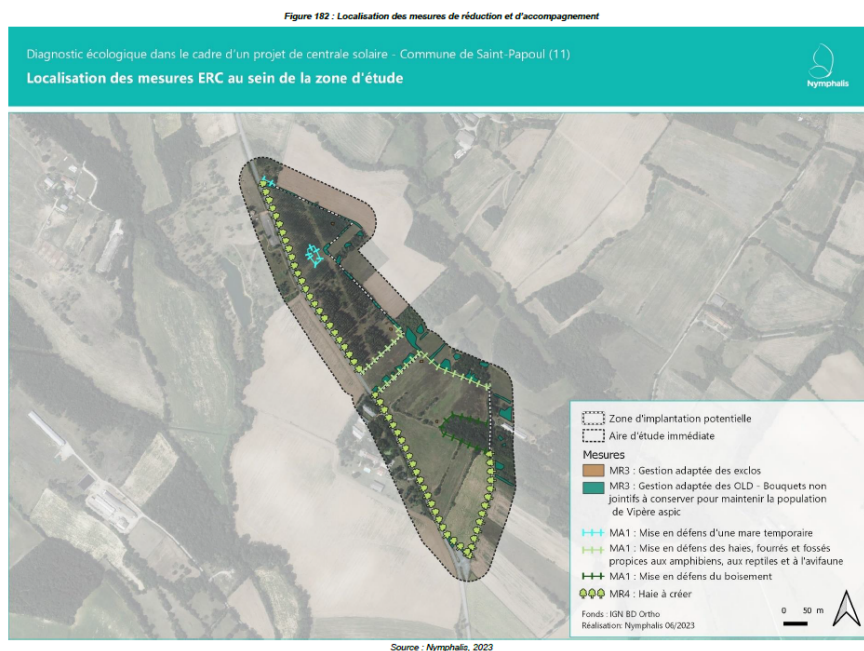 Figure 182 : Localisation des mesures de réduction et d'accompagnement
Diagnostic écologique dans le cadre d'un projet de centrale solaire - Commune de Saint-Papoul (11)
Localisation des mesures ERC au sein de la zone d'étude
Nymphalis
Zone d'implantation potentielle
Aire d'étude immédiate
Mesures
MR3 : Gestion adaptée des exclos
MR3 : Gestion adaptée des OLD - Bouquets non
jointifs à conserver pour maintenir la population
de Vipère aspic
MA1 : Mise en défens d'une mare temporaire
MA1 : Mise en défens des haies, fourrés et fossés
propices aux amphibiens, aux reptiles et à l'avifaune
MA1 : Mise en défens du boisement
MR4 : Haie à créer
Fonds : IGN BD Ortho
Réalisation: Nymphalis 06/2023
0 50 m
Source : Nymphalis, 2023